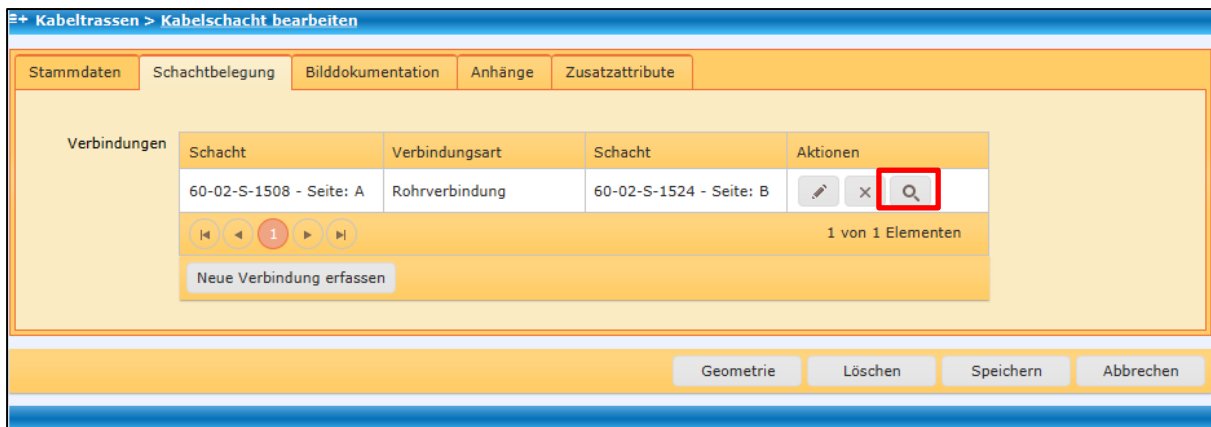 Kabeltrassen > Kabelschacht bearbeiten
Stammdaten Schachtbelegung Bilddokumentation Anhänge Zusatzattribute
Verbindungen
Schacht Verbindungsart Schacht Aktionen
60-02-S-1508 - Seite: A Rohrverbindung 60-02-S-1524 - Seite: B
1 1 von 1 Elementen
Neue Verbindung erfassen
Geometrie Löschen Speichern Abbrechen